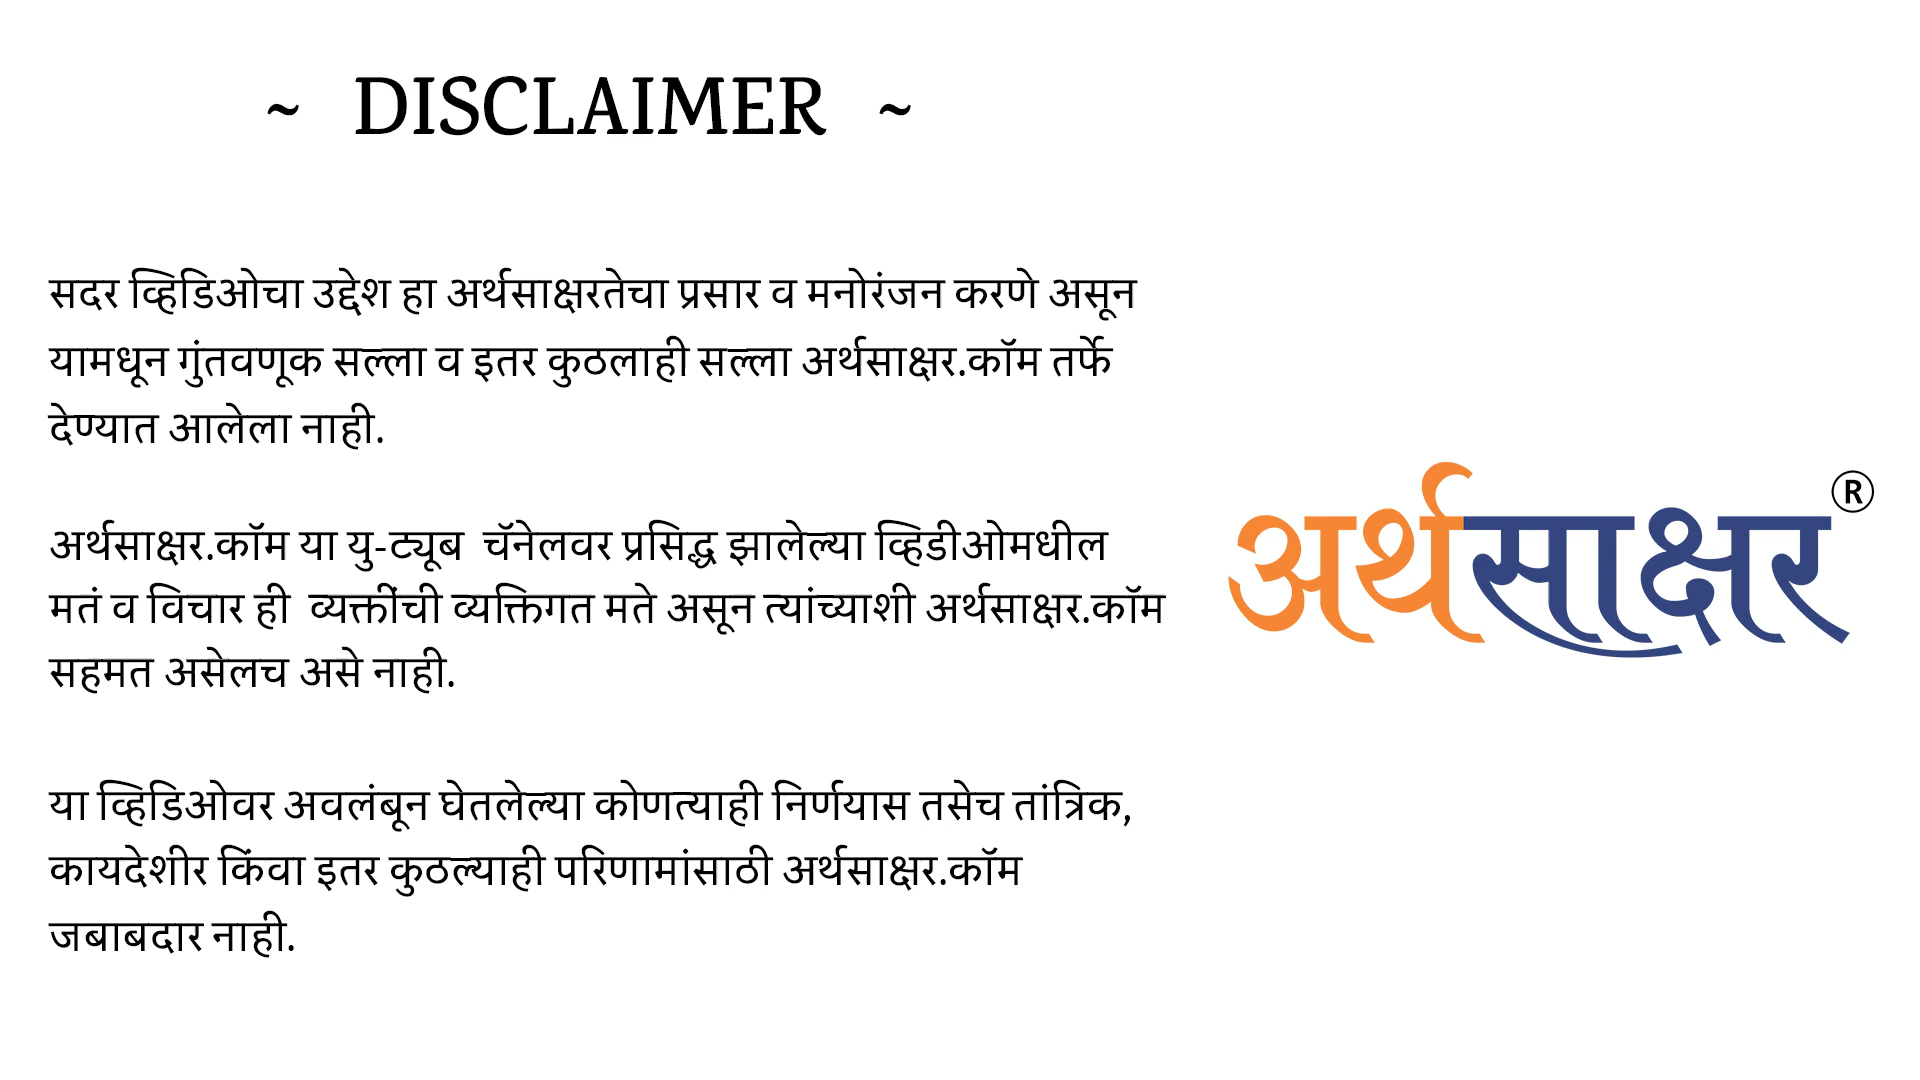 ~ DISCLAIMER ~
सदर व्हिडिओचा उद्देश हा अर्थसाक्षरतेचा प्रसार व मनोरंजन करणे असून
यामधून गुंतवणूक सल्ला व इतर कुठलाही सल्ला अर्थसाक्षर.कॉम तर्फे
देण्यात आलेला नाही.
अर्थसाक्षर.कॉम या यु-ट्यूब चॅनेलवर प्रसिद्ध झालेल्या व्हिडीओमधील
मतं व विचार ही व्यक्तींची व्यक्तिगत मते असून त्यांच्याशी अर्थसाक्षर.कॉम
सहमत असेलच असे नाही.
या व्हिडिओवर अवलंबून घेतलेल्या कोणत्याही निर्णयास तसेच तांत्रिक,
कायदेशीर किंवा इतर कुठल्याही परिणामांसाठी अर्थसाक्षर.कॉम
जबाबदार नाही.
अर्थसाक्षर®